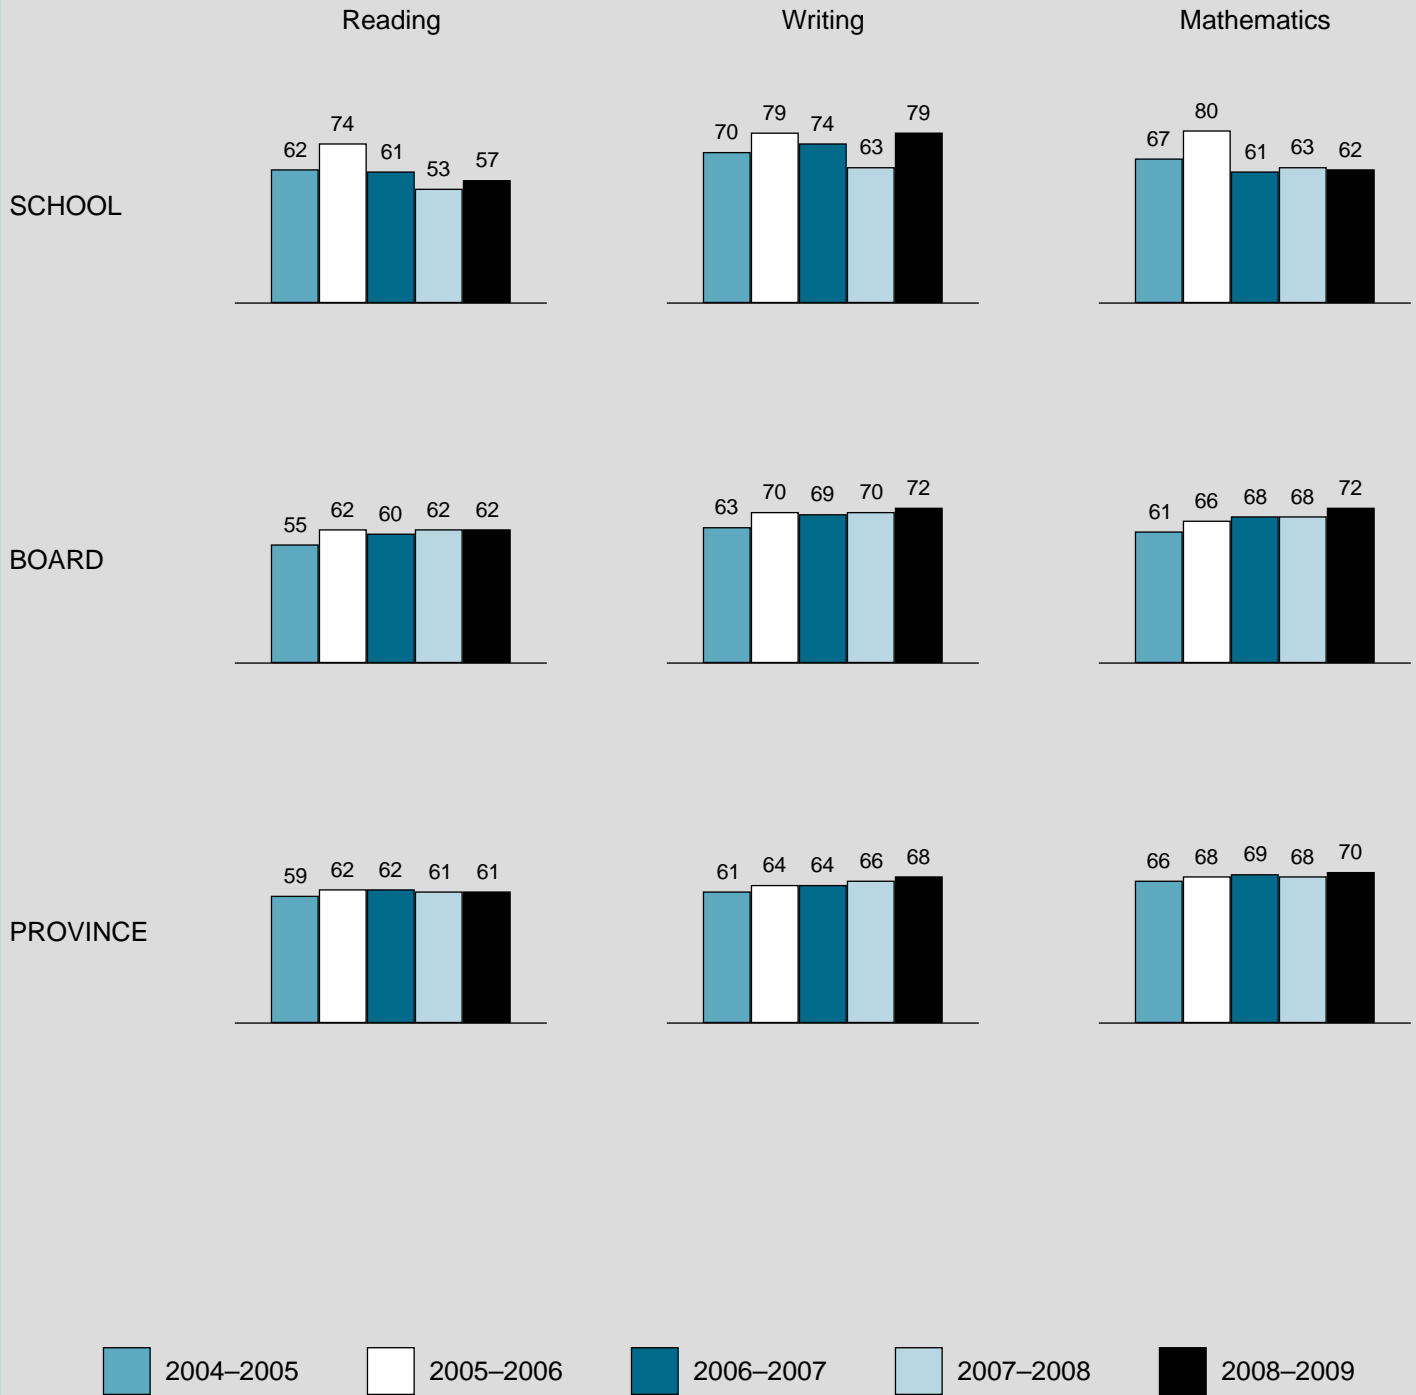 Reading Writing Mathematics
SCHOOL
62 74 61 53 57
70 79 74 63 79
67 80 61 63 62
BOARD
55 62 60 62 62
63 70 69 70 72
61 66 68 68 72
PROVINCE
59 62 62 61 61
61 64 64 66 68
66 68 69 68 70
2004–2005 2005–2006 2006–2007 2007–2008 2008–2009